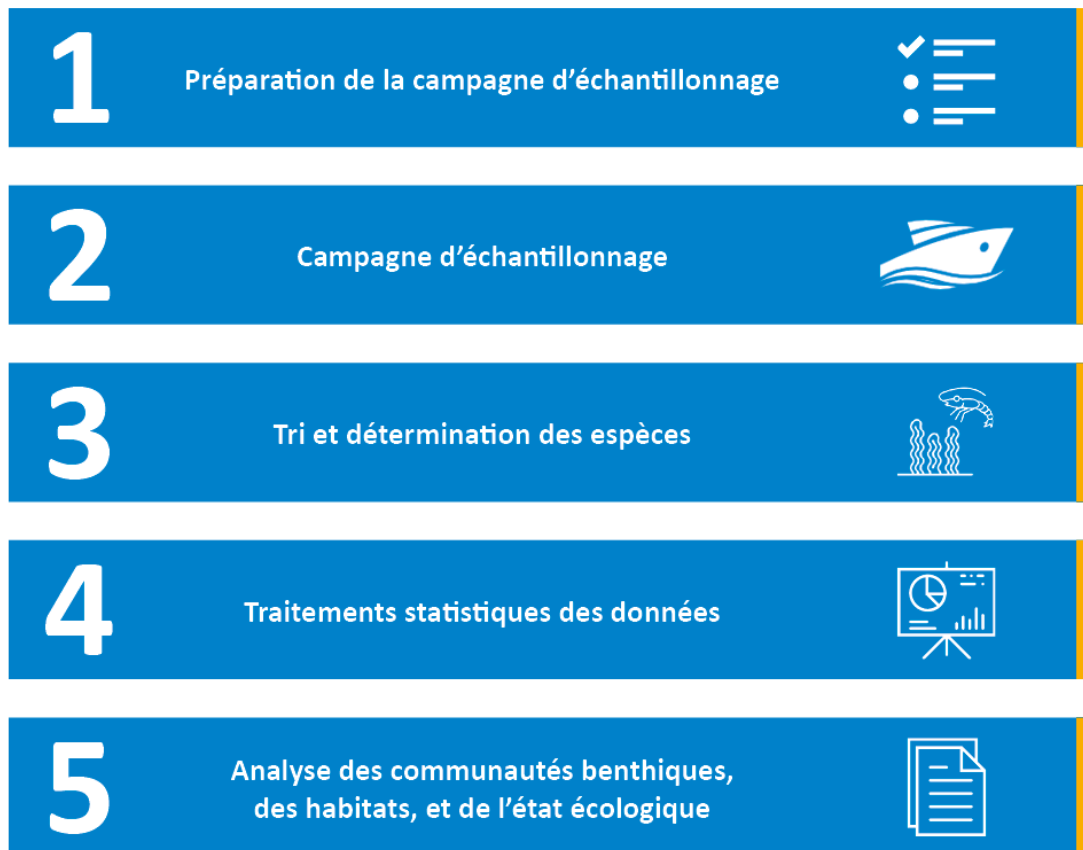 1
Préparation de la campagne d’échantillonnage
2
Campagne d’échantillonnage
3
Tri et détermination des espèces
4
Traitements statistiques des données
5
Analyse des communautés benthiques,
des habitats, et de l’état écologique